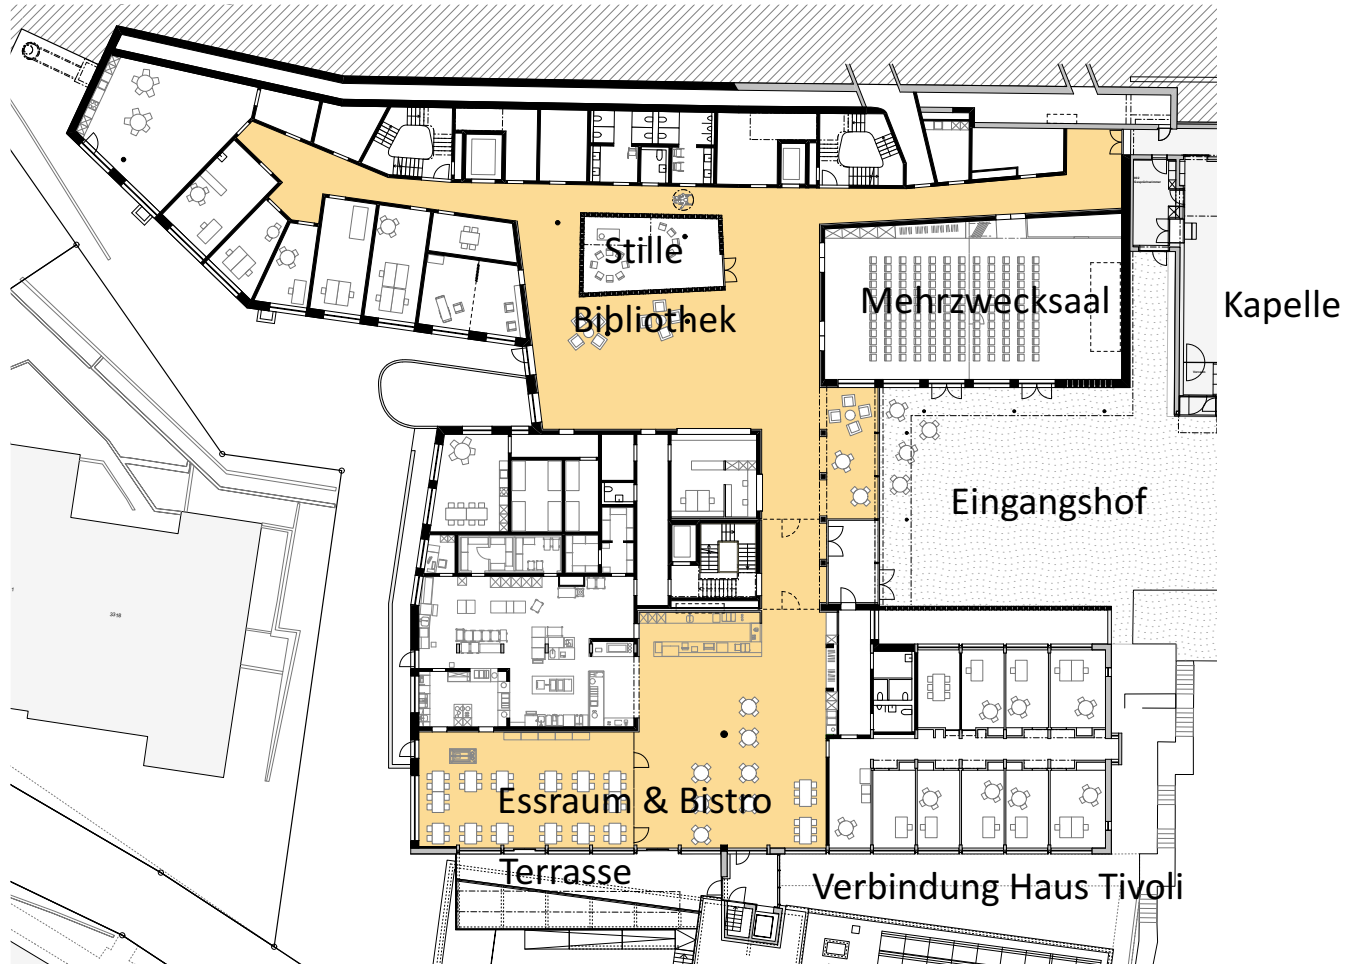 Stille
Mehrzwecksaal
Kapelle
Bibliothek
Eingangshof
Essraum & Bistro
Terrasse
Verbindung Haus Tivoli